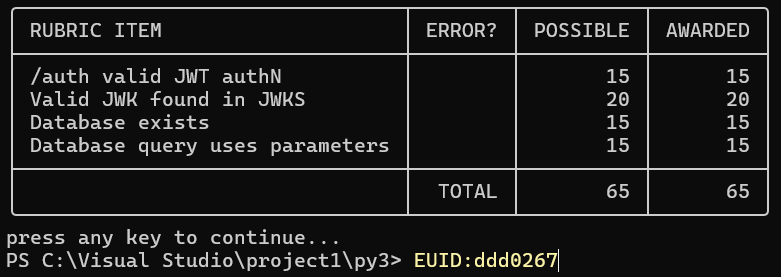 RUBRIC ITEM ERROR? POSSIBLE AWARDED
/auth valid JWT authN 15 15
Valid JWK found in JWKS 20 20
Database exists 15 15
Database query uses parameters 15 15
TOTAL 65 65
press any key to continue...
PS C:\Visual Studio\project1\py3> EUID:ddd0267